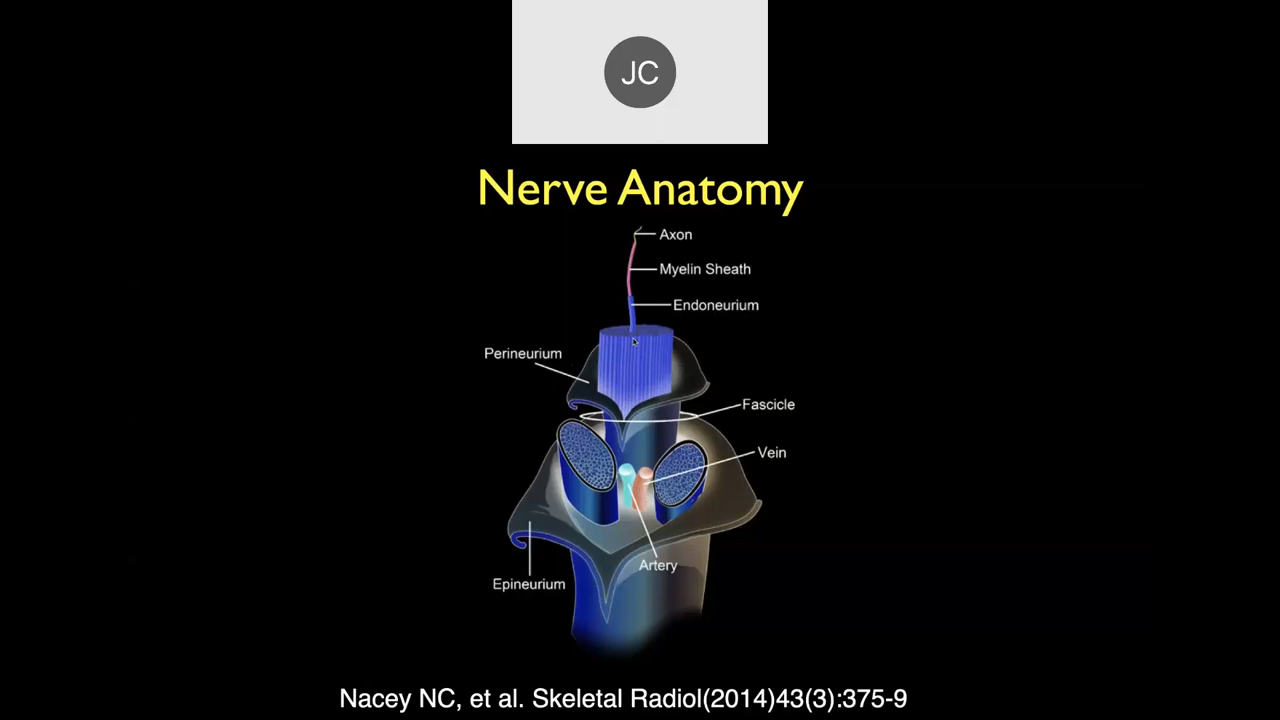 JC
Nerve Anatomy
Axon
Myelin Sheath
Endoneurium
Perineurium
Fascicle
Vein
Artery
Epineurium
Nacey NC, et al. Skeletal Radiol(2014)43(3):375-9